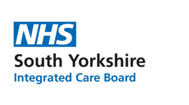 NHS
South Yorkshire
Integrated Care Board